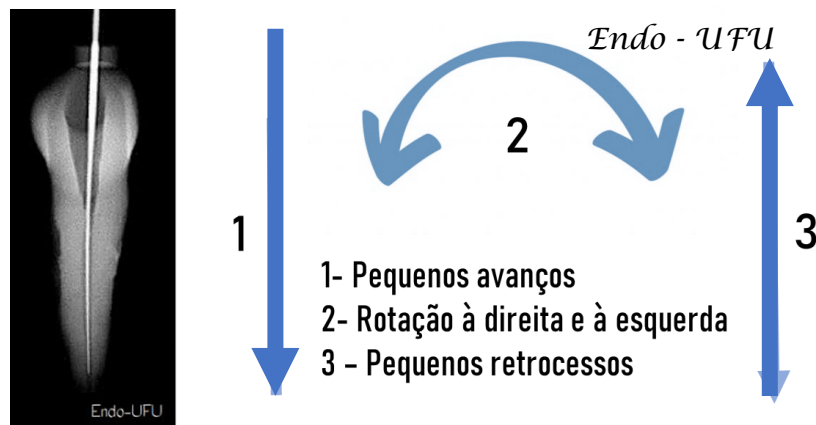 Endo - UFU
2
1
3
1- Pequenos avanços
2- Rotação à direita e à esquerda
3 – Pequenos retrocessos
Endo-UFU